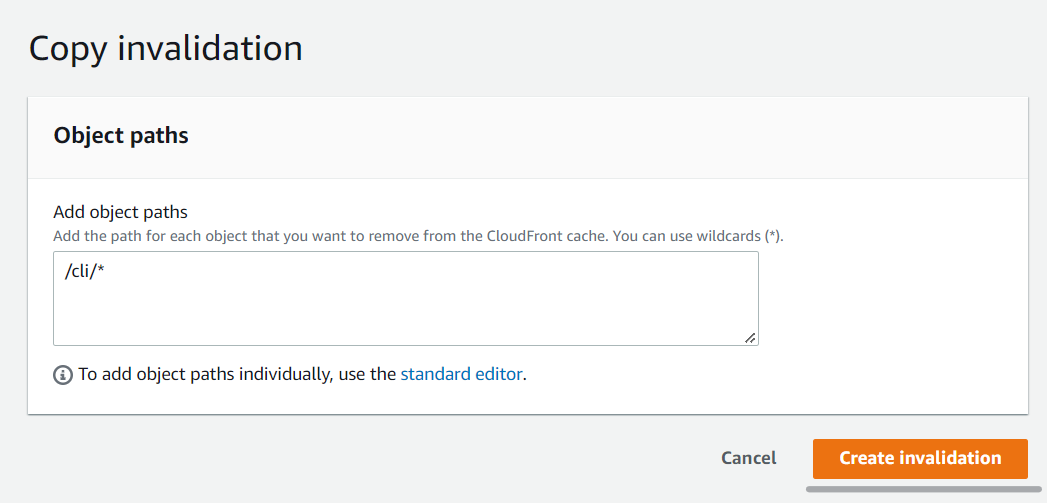 Copy invalidation
Object paths
Add object paths
Add the path for each object that you want to remove from the CloudFront cache. You can use wildcards (*).
/cli/*
To add object paths individually, use the standard editor.
Cancel
Create invalidation